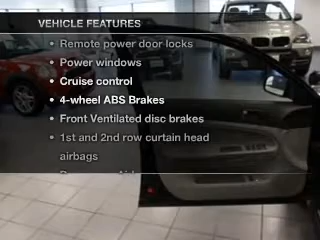 VEHICLE FEATURES
• Remote power door locks
• Power windows
• Cruise control
• 4-wheel ABS Brakes
• Front Ventilated disc brakes
• 1st and 2nd row curtain head
airbags